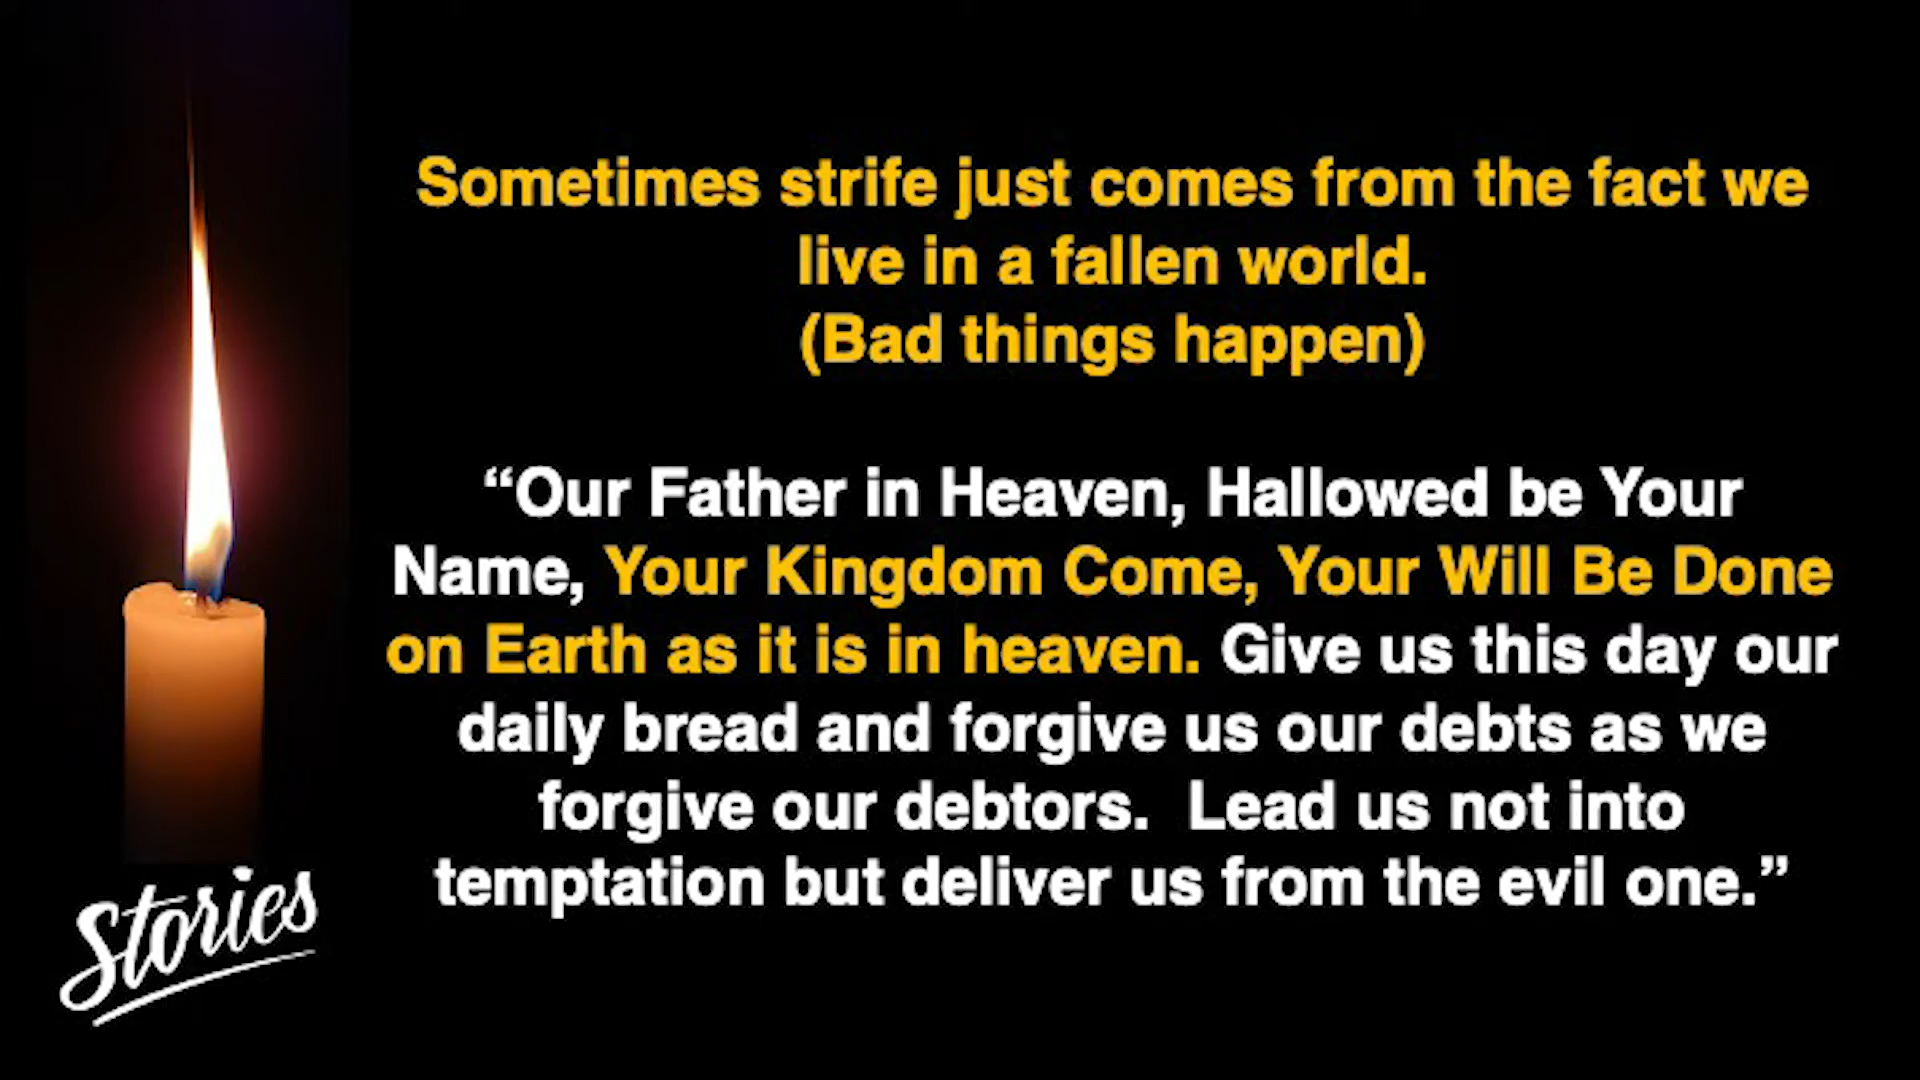 Sometimes strife just comes from the fact we
live in a fallen world.
(Bad things happen)
“Our Father in Heaven, Hallowed be Your
Name, Your Kingdom Come, Your Will Be Done
on Earth as it is in heaven. Give us this day our
daily bread and forgive us our debts as we
forgive our debtors.  Lead us not into
temptation but deliver us from the evil one.”
Stories